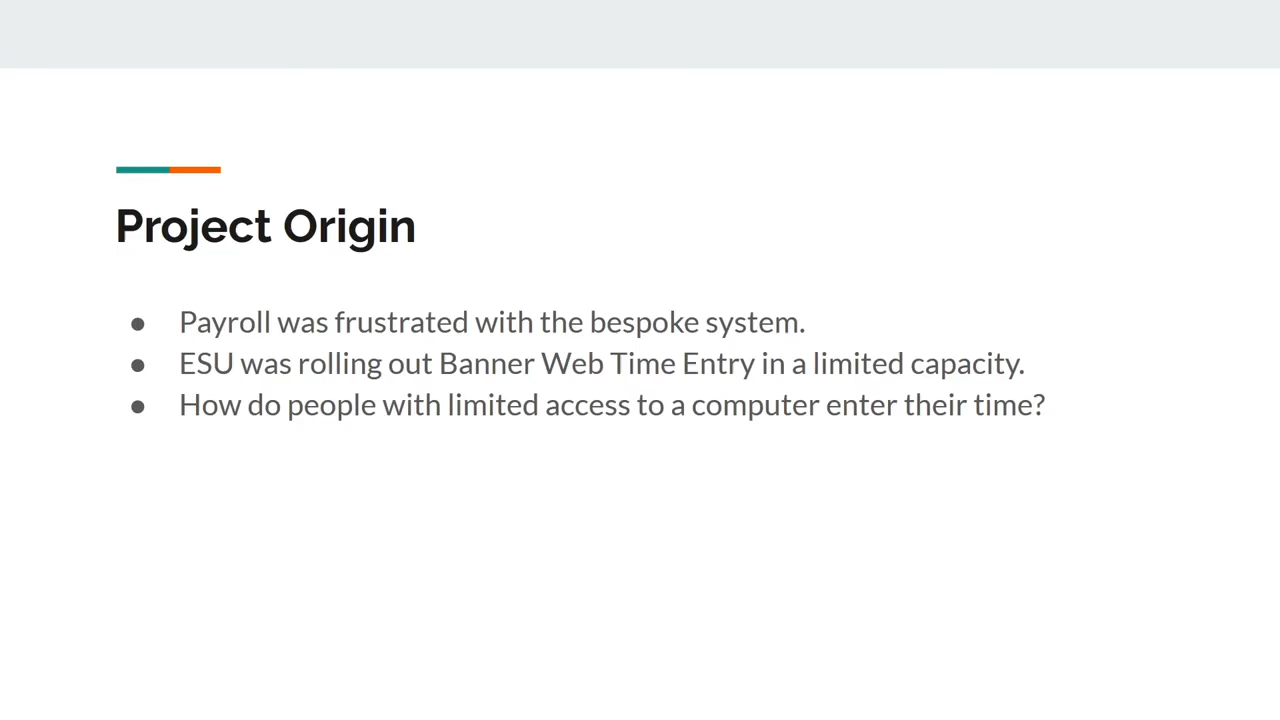 Project Origin
● Payroll was frustrated with the bespoke system.
● ESU was rolling out Banner Web Time Entry in a limited capacity.
● How do people with limited access to a computer enter their time?